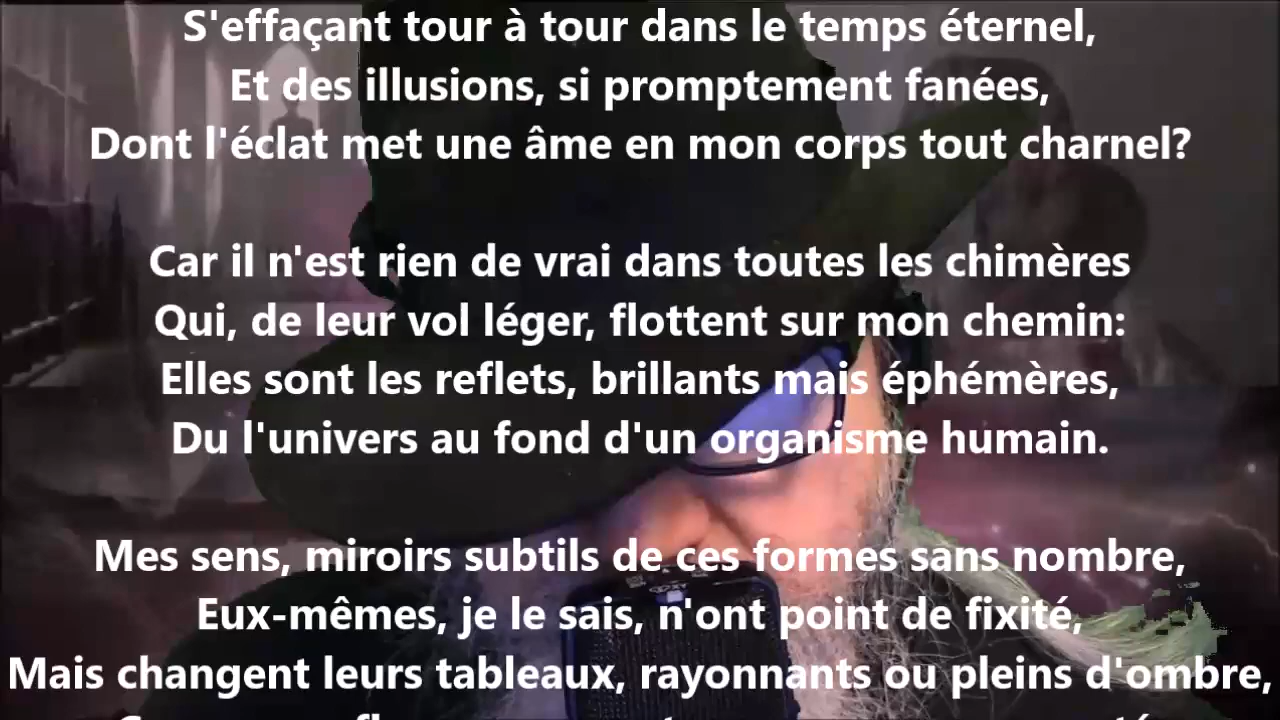 S'effaçant tour à tour dans le temps éternel,
Et des illusions, si promptement fanées,
Dont l'éclat met une âme en mon corps tout charnel?
Car il n'est rien de vrai dans toutes les chimères
Qui, de leur vol léger, flottent sur mon chemin:
Elles sont les reflets, brillants mais éphémères,
Du l'univers au fond d'un organisme humain.
Mes sens, miroirs subtils de ces formes sans nombre,
Eux-mêmes, je le sais, n'ont point de fixité,
Mais changent leurs tableaux, rayonnants ou pleins d'ombre,